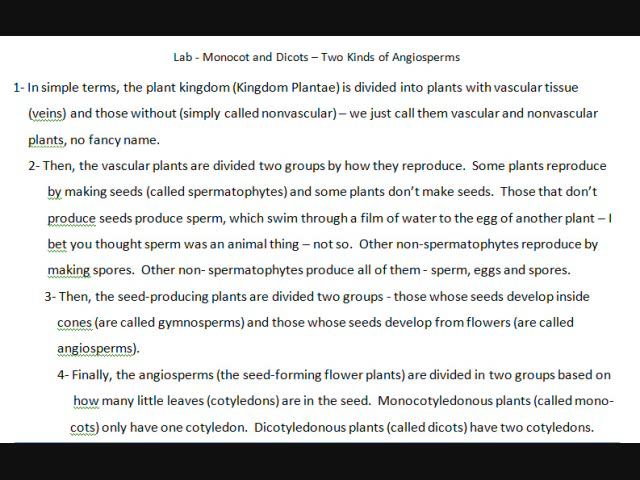 Lab - Monocot and Dicots – Two Kinds of Angiosperms
1- In simple terms, the plant kingdom (Kingdom Plantae) is divided into plants with vascular tissue
(veins) and those without (simply called nonvascular) – we just call them vascular and nonvascular
plants, no fancy name.
2- Then, the vascular plants are divided two groups by how they reproduce. Some plants reproduce
by making seeds (called spermatophytes) and some plants don’t make seeds. Those that don’t
produce seeds produce sperm, which swim through a film of water to the egg of another plant – I
bet you thought sperm was an animal thing – not so. Other non-spermatophytes reproduce by
making spores. Other non- spermatophytes produce all of them - sperm, eggs and spores.
3- Then, the seed-producing plants are divided two groups - those whose seeds develop inside
cones (are called gymnosperms) and those whose seeds develop from flowers (are called
angiosperms).
4- Finally, the angiosperms (the seed-forming flower plants) are divided in two groups based on
how many little leaves (cotyledons) are in the seed. Monocotyledonous plants (called mono-
cots) only have one cotyledon. Dicotyledonous plants (called dicots) have two cotyledons.